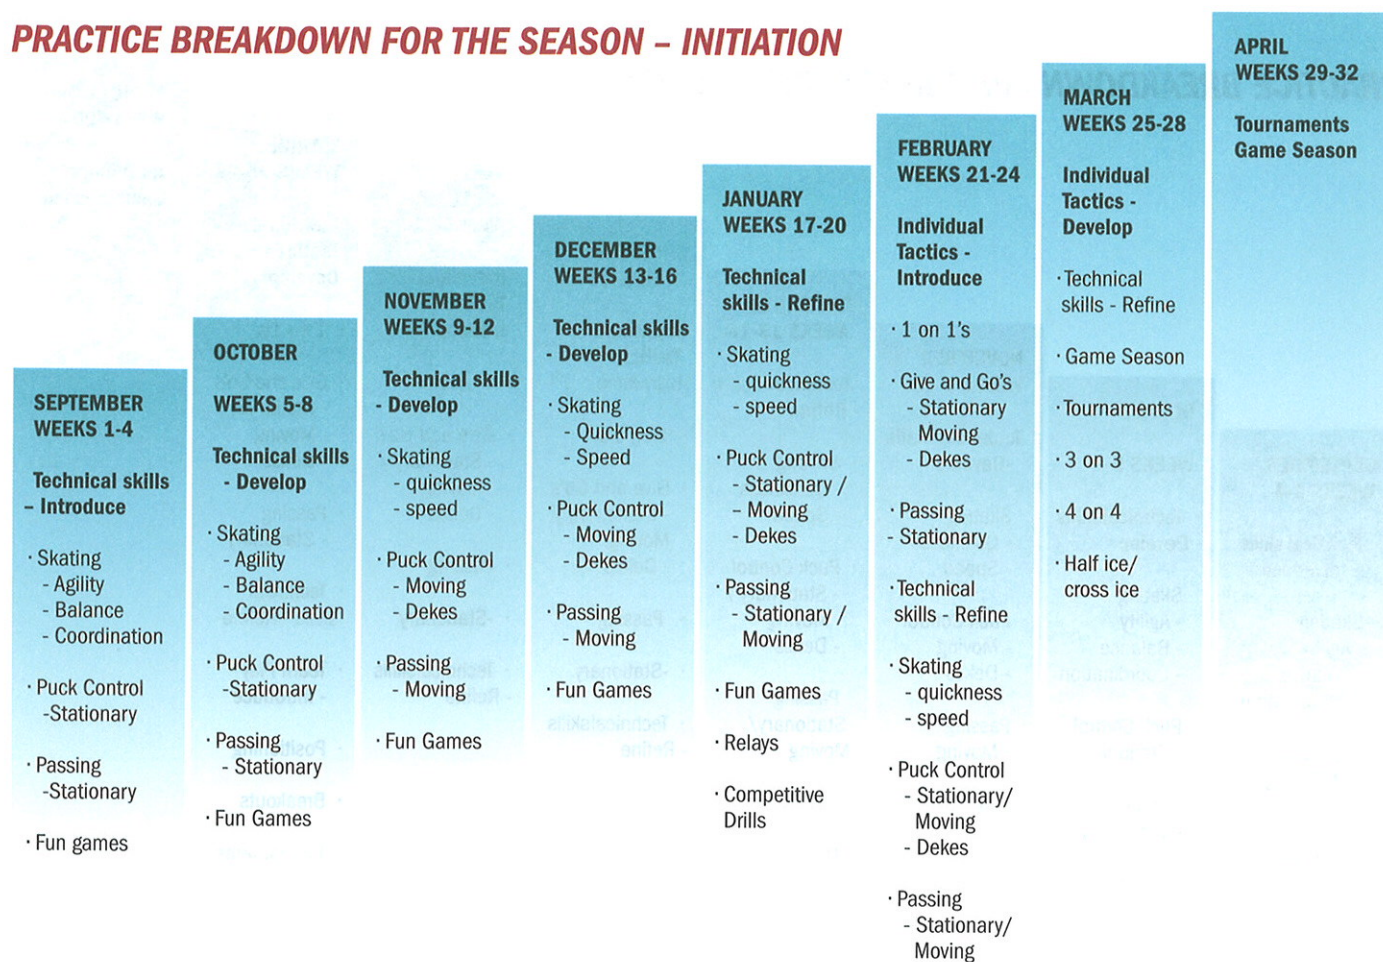 PRACTICE BREAKDOWN FOR THE SEASON – INITIATION
SEPTEMBER
WEEKS 1-4
Technical skills
– Introduce
· Skating
- Agility
- Balance
- Coordination
· Puck Control
-Stationary
· Passing
-Stationary
· Fun games
OCTOBER
WEEKS 5-8
Technical skills
- Develop
· Skating
- Agility
- Balance
- Coordination
· Puck Control
-Stationary
· Passing
- Stationary
· Fun Games
NOVEMBER
WEEKS 9-12
Technical skills
- Develop
· Skating
- quickness
- speed
· Puck Control
- Moving
- Dekes
· Passing
- Moving
· Fun Games
DECEMBER
WEEKS 13-16
Technical skills
- Develop
· Skating
- Quickness
- Speed
· Puck Control
- Moving
- Dekes
· Passing
- Moving
· Fun Games
JANUARY
WEEKS 17-20
Technical
skills - Refine
· Skating
- quickness
- speed
· Puck Control
- Stationary /
– Moving
- Dekes
· Passing
- Stationary /
Moving
· Fun Games
· Relays
· Competitive
Drills
FEBRUARY
WEEKS 21-24
Individual
Tactics -
Introduce
· 1 on 1's
· Give and Go's
- Stationary
Moving
- Dekes
· Passing
- Stationary
· Technical
skills - Refine
· Skating
- quickness
- speed
· Puck Control
- Stationary/
Moving
- Dekes
· Passing
- Stationary/
Moving
MARCH
WEEKS 25-28
Individual
Tactics -
Develop
· Technical
skills - Refine
· Game Season
· Tournaments
· 3 on 3
· 4 on 4
· Half ice/
cross ice
APRIL
WEEKS 29-32
Tournaments
Game Season